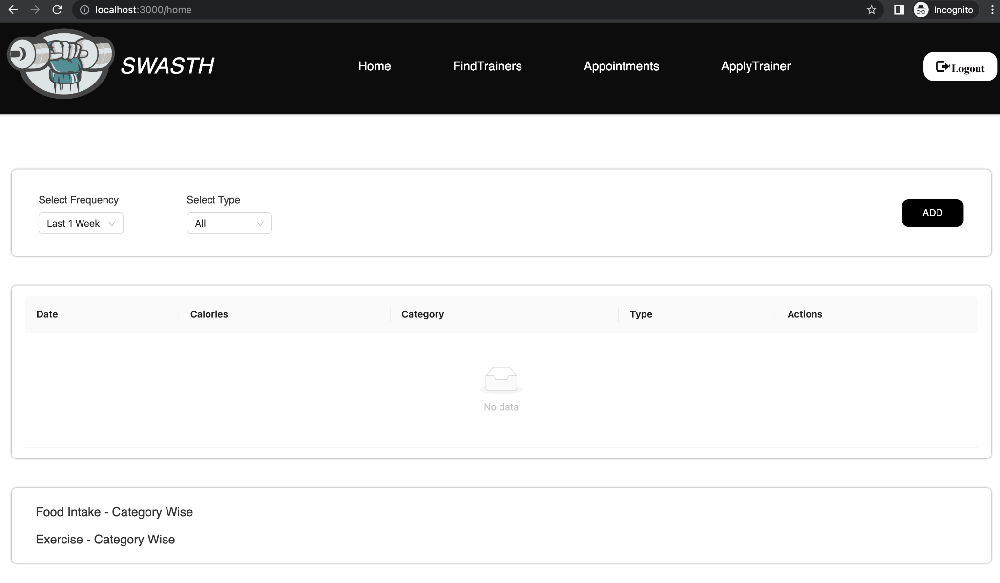 localhost:3000/home
Incognito
SWASTH
Home FindTrainers Appointments ApplyTrainer
'Logout
Select Frequency Select Type
Last 1 Week All
ADD
Date Calories Category Type Actions
No data
Food Intake - Category Wise
Exercise - Category Wise